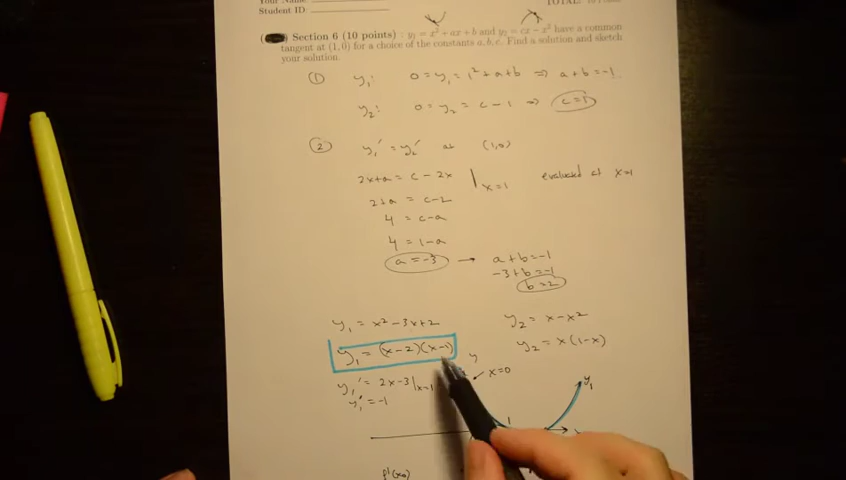 Student ID:
Section 6 (10 points) : y₁ = x² + ax + b and y₂ = cx − x² have a common
tangent at (1, 0) for a choice of the constants a, b, c. Find a solution and sketch
your solution.
① y₁: 0 = y₁ = 1² + a + b ⇒ a + b = −1
y₂: 0 = y₂ = c − 1 ⇒ c = 1
② y₁' = y₂' at (1,0)
2x + a = c − 2x | x=1 evaluated at x=1
2+a = c−2
4 = c−a
4 = 1−a
a = −3 → a+b = −1
−3+b = −1
b = 2
y₁ = x² − 3x + 2
y₂ = x − x²
y₁ = (x−2)(x−1)
y₂ = x(1−x)
y
x=0
y₁' = 2x−3 | x=1
y₁' = −1
y₁
1